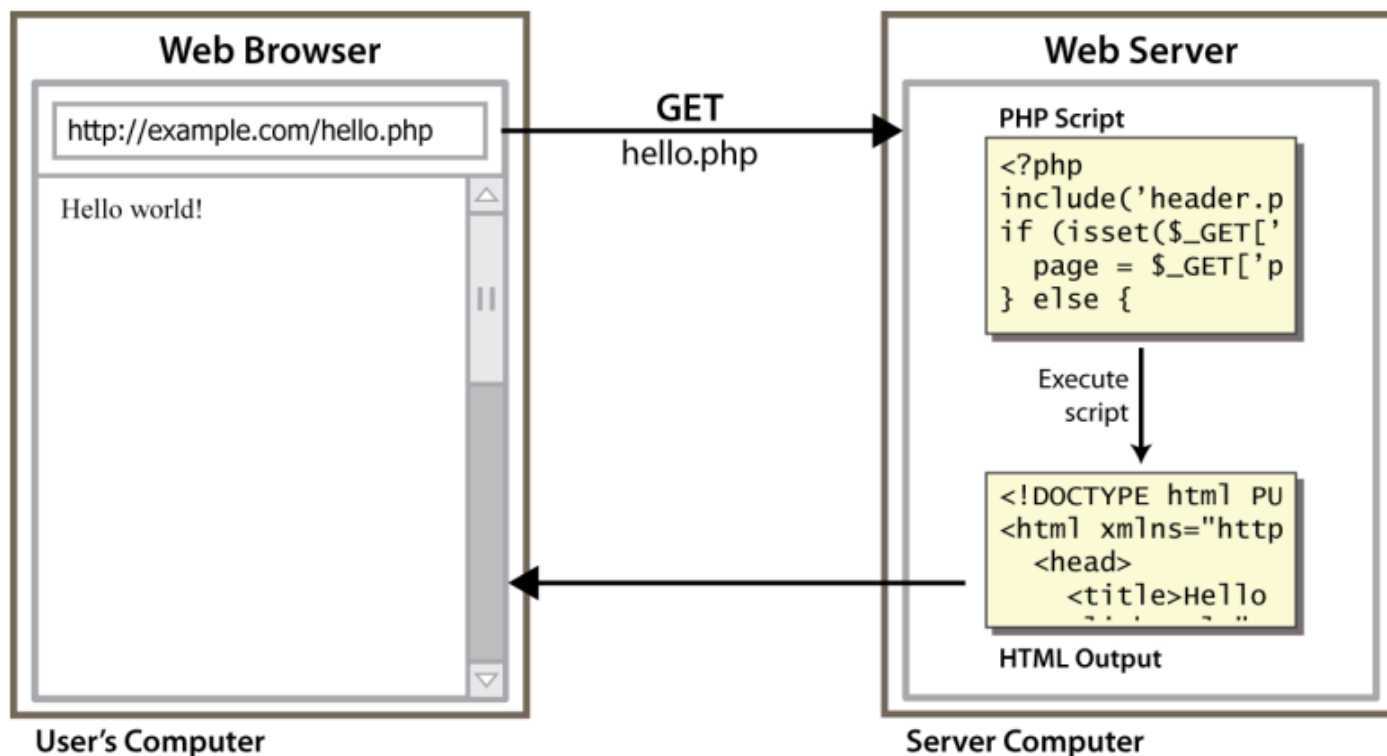 Web Browser
http://example.com/hello.php
Hello world!
User's Computer
GET
hello.php
Web Server
PHP Script
<?php
include('header.p
if (isset($_GET['
  page = $_GET['p
} else {
Execute
script
<!DOCTYPE html PU
<html xmlns="http
  <head>
    <title>Hello
HTML Output
Server Computer